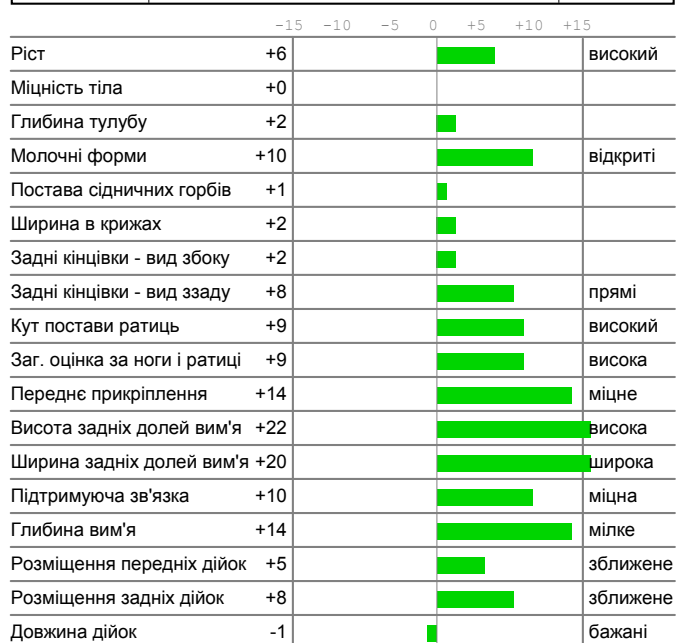 -15 -10 -5 0 +5 +10 +15
Ріст +6 високий
Міцність тіла +0
Глибина тулубу +2
Молочні форми +10 відкриті
Постава сідничних горбів +1
Ширина в крижах +2
Задні кінцівки - вид збоку +2
Задні кінцівки - вид ззаду +8 прямі
Кут постави ратиць +9 високий
Заг. оцінка за ноги і ратиці +9 висока
Переднє прикріплення +14 міцне
Висота задніх долей вим'я +22 висока
Ширина задніх долей вим'я +20 широка
Підтримуюча зв'язка +10 міцна
Глибина вим'я +14 мілке
Розміщення передніх дійок +5 зближене
Розміщення задніх дійок +8 зближене
Довжина дійок -1 бажані